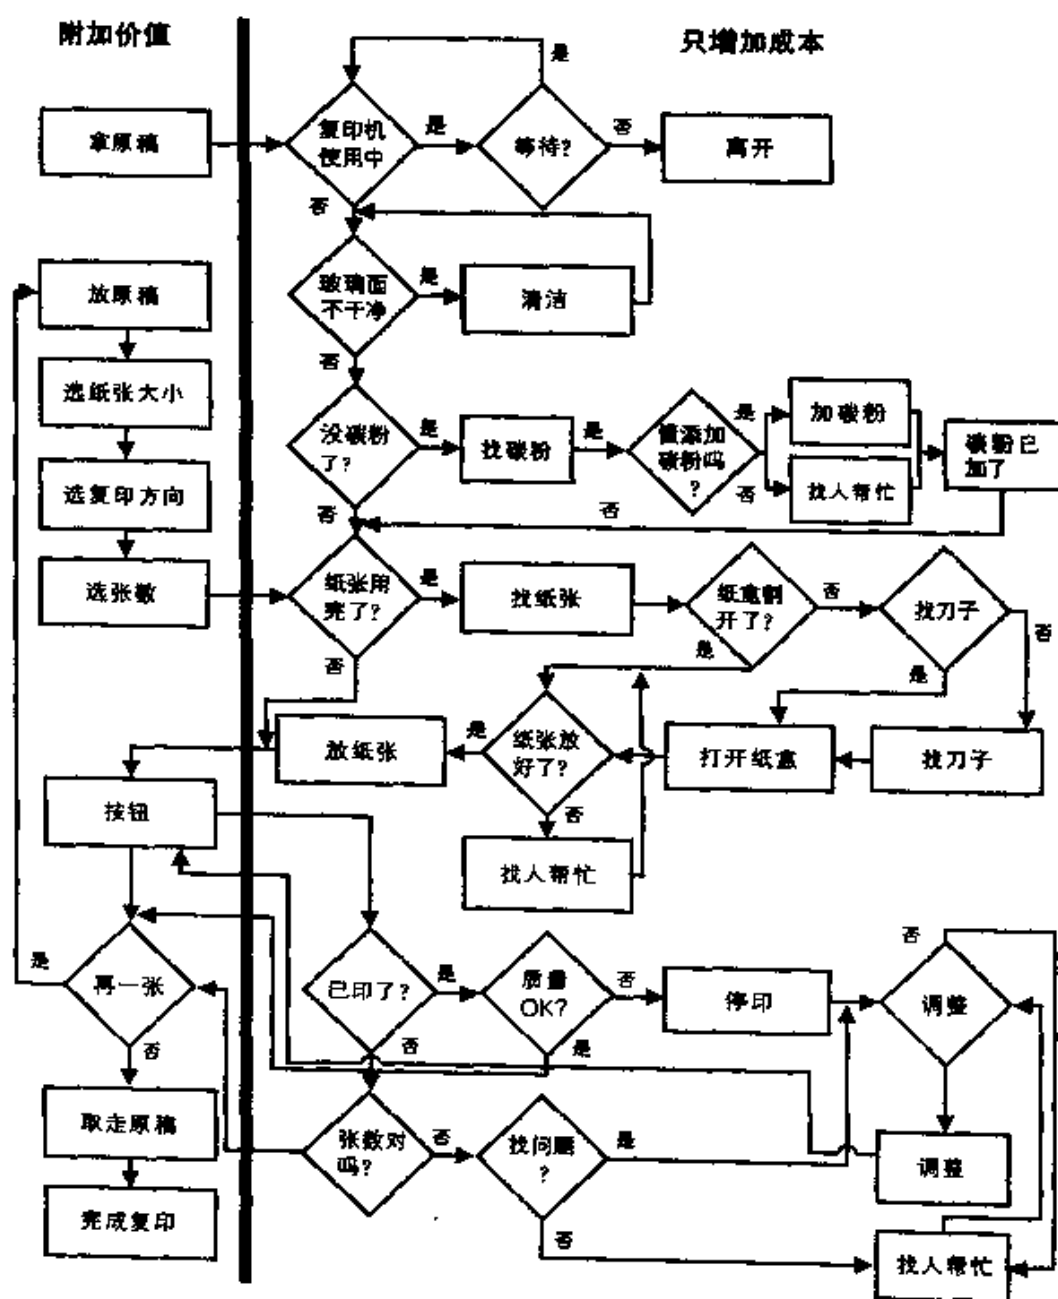 附加价值
只增加成本
是
拿原稿
复印机
使用中
是
等待?
否
离开
否
放原稿
玻璃面
不干净
是
清洁
否
选纸张大小
没碳粉
了?
是
找碳粉
是
懂添加
碳粉吗
?
是
加碳粉
否
找人帮忙
碳粉已
加了
选复印方向
否
否
选张数
纸张用
完了?
是
找纸张
纸盒割
开了?
否
找刀子
否
是
是
否
放纸张
是
纸张放
好了?
打开纸盒
找刀子
按钮
否
找人帮忙
是
再一张
已印了?
是
质量
OK?
否
停印
否
调整
否
否
是
取走原稿
张数对
吗?
否
找问题
?
是
调整
完成复印
否
找人帮忙